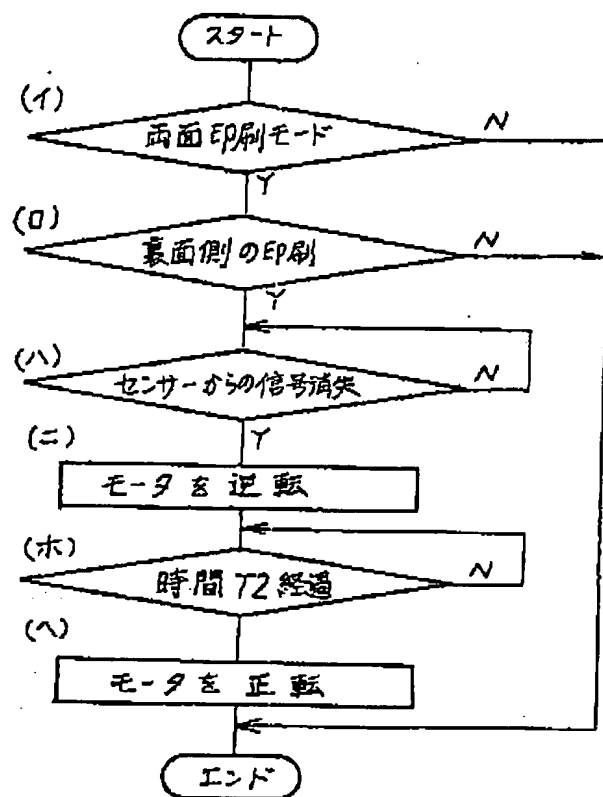 スタート
(イ)
両面印刷モード
N
Y
(ロ)
裏面側の印刷
N
Y
(ハ)
センサーからの信号消失
N
Y
(ニ)
モータを逆転
(ホ)
時間T2経過
N
(ヘ)
モータを正転
エンド